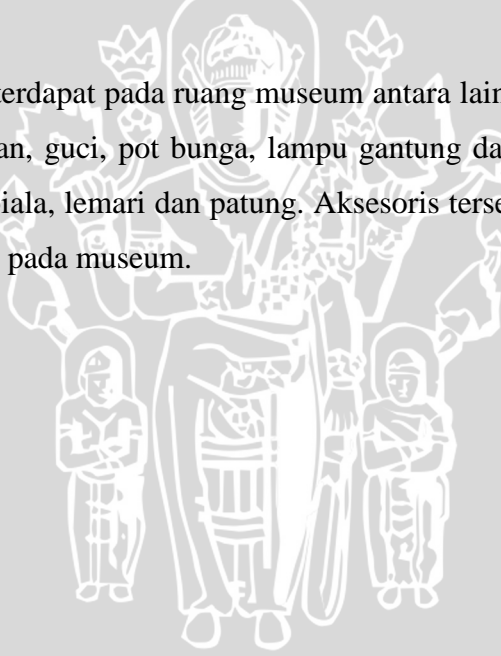 terdapat pada ruang museum antara lain
an, guci, pot bunga, lampu gantung da
iala, lemari dan patung. Aksesoris terse
pada museum.